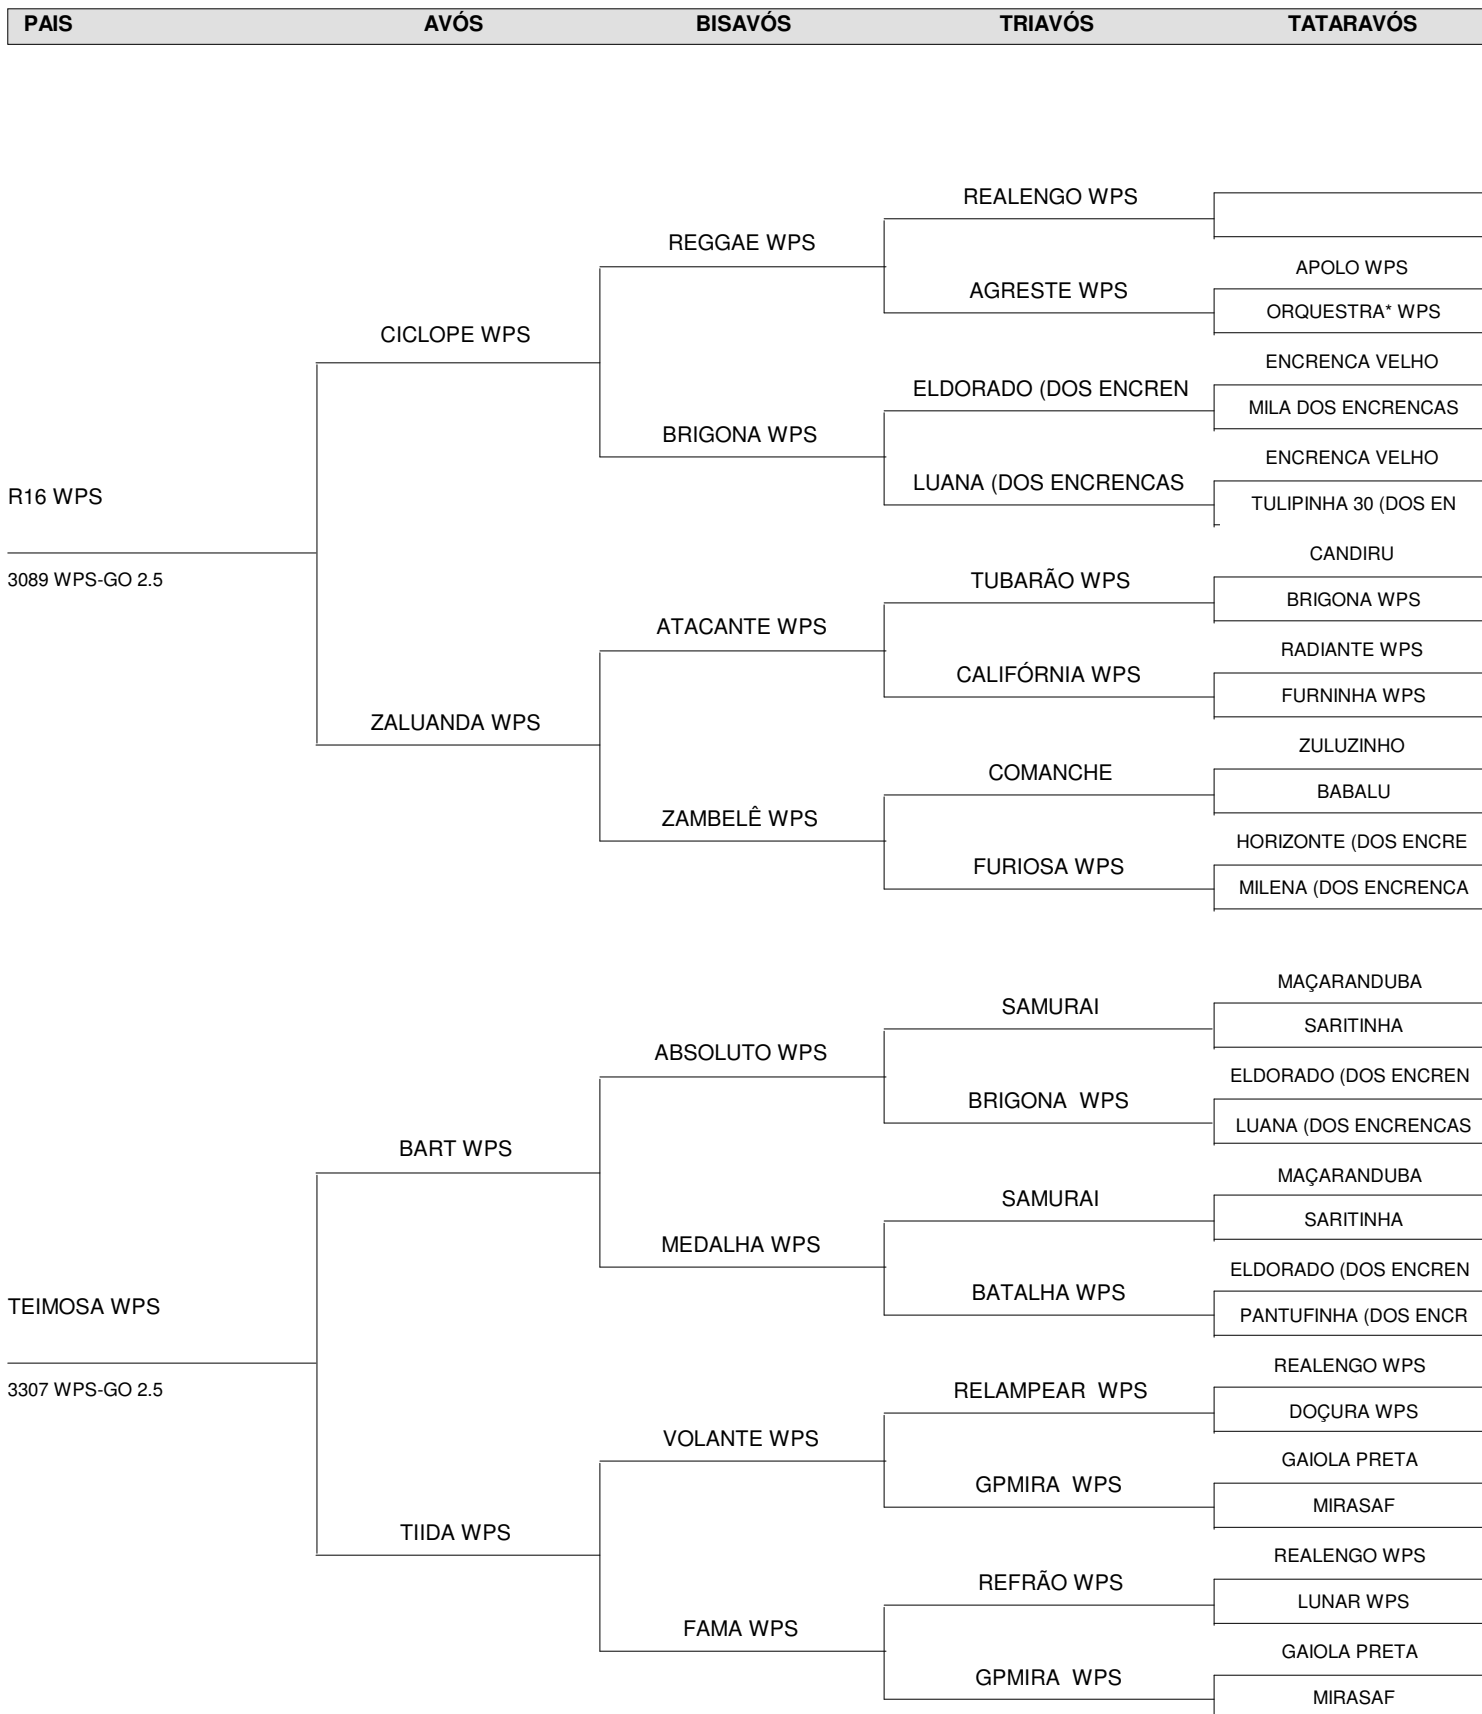 PAIS AVÓS BISAVÓS TRIAVÓS TATARAVÓS
REALENGO WPS
REGGAE WPS
APOLO WPS
AGRESTE WPS
ORQUESTRA* WPS
CICLOPE WPS
ENCRENCA VELHO
ELDORADO (DOS ENCREN
MILA DOS ENCRENCAS
BRIGONA WPS
ENCRENCA VELHO
LUANA (DOS ENCRENCAS
R16 WPS
TULIPINHA 30 (DOS EN
CANDIRU
3089 WPS-GO 2.5
TUBARÃO WPS
BRIGONA WPS
ATACANTE WPS
RADIANTE WPS
CALIFÓRNIA WPS
FURNINHA WPS
ZALUANDA WPS
ZULUZINHO
COMANCHE
BABALU
ZAMBELÊ WPS
HORIZONTE (DOS ENCRE
FURIOSA WPS
MILENA (DOS ENCRENCA
MAÇARANDUBA
SAMURAI
SARITINHA
ABSOLUTO WPS
ELDORADO (DOS ENCREN
BRIGONA WPS
LUANA (DOS ENCRENCAS
BART WPS
MAÇARANDUBA
SAMURAI
SARITINHA
MEDALHA WPS
ELDORADO (DOS ENCREN
BATALHA WPS
TEIMOSA WPS
PANTUFINHA (DOS ENCR
REALENGO WPS
3307 WPS-GO 2.5
RELAMPEAR WPS
DOÇURA WPS
VOLANTE WPS
GAIOLA PRETA
GPMIRA WPS
MIRASAF
TIIDA WPS
REALENGO WPS
REFRÃO WPS
LUNAR WPS
FAMA WPS
GAIOLA PRETA
GPMIRA WPS
MIRASAF